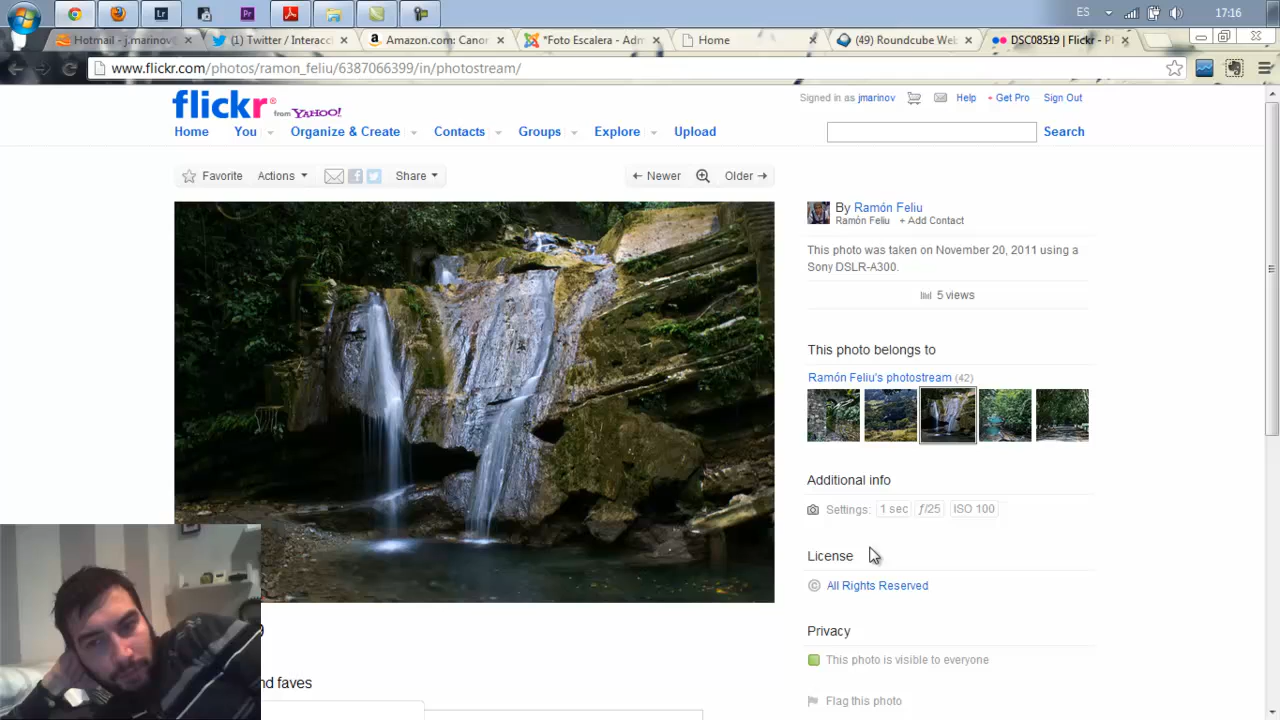 Lr
Pr
ES
17:16
Hotmail - j.marinov@
(1) Twitter / Interacc
Amazon.com: Canon
*Foto Escalera - Adm
Home
(49) Roundcube Web
DSC08519 | Flickr - P
www.flickr.com/photos/ramon_feliu/6387066399/in/photostream/
flickr from YAHOO!
Signed in as jmarinov
Help
+ Get Pro
Sign Out
Home
You
Organize & Create
Contacts
Groups
Explore
Upload
Search
Favorite
Actions
Share
← Newer
Older →
By Ramón Feliu
Ramón Feliu + Add Contact
This photo was taken on November 20, 2011 using a
Sony DSLR-A300.
5 views
This photo belongs to
Ramón Feliu's photostream (42)
Additional info
Settings: 1 sec ƒ/25 ISO 100
License
© All Rights Reserved
Privacy
This photo is visible to everyone
nd faves
Flag this photo